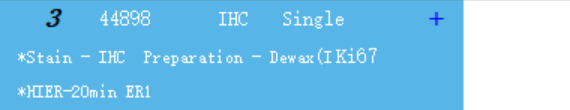 3 44898 IHC Single +
*Stain - IHC Preparation - Dewax(I Ki67
*HIER-20min ER1